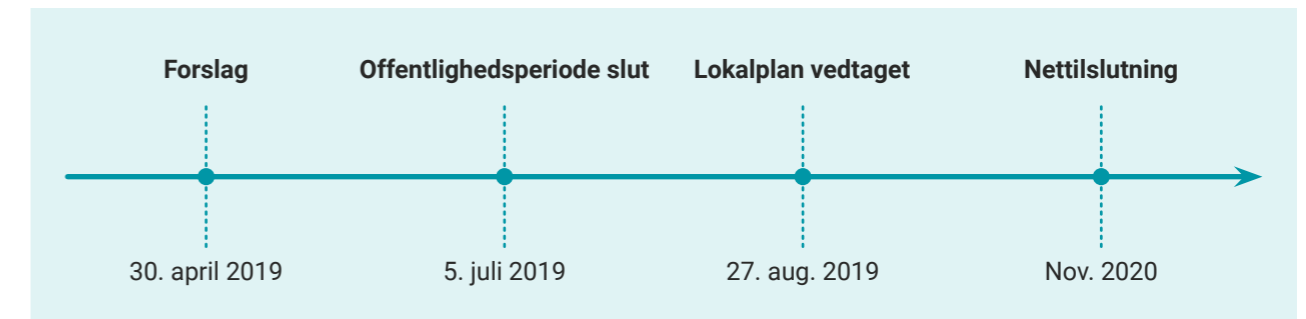 Forslag
Offentlighedsperiode slut
Lokalplan vedtaget
Nettilslutning
30. april 2019
5. juli 2019
27. aug. 2019
Nov. 2020